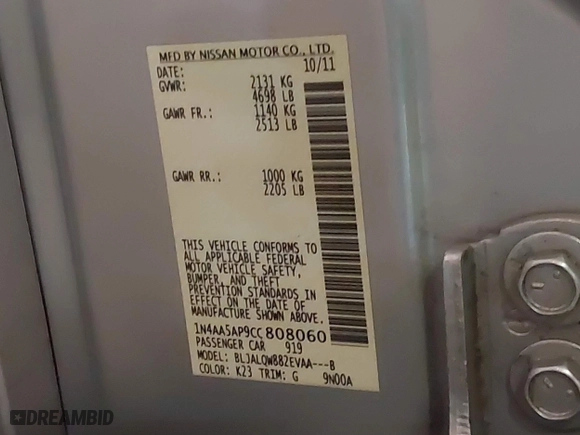 MFD BY NISSAN MOTOR CO., LTD.
DATE: 10/11
GVWR: 2131 KG
4698 LB
GAWR FR.: 1140 KG
2513 LB
GAWR RR.: 1000 KG
2205 LB
THIS VEHICLE CONFORMS TO
ALL APPLICABLE FEDERAL
MOTOR VEHICLE SAFETY,
BUMPER, AND THEFT
PREVENTION STANDARDS IN
EFFECT ON THE DATE OF
MANUFACTURE SHOWN ABOVE.
1N4AA5AP9CC808060
PASSENGER CAR 919
MODEL: BLJALQW882EVAA---B
COLOR: K23 TRIM: G 9N00A
DREAMBID